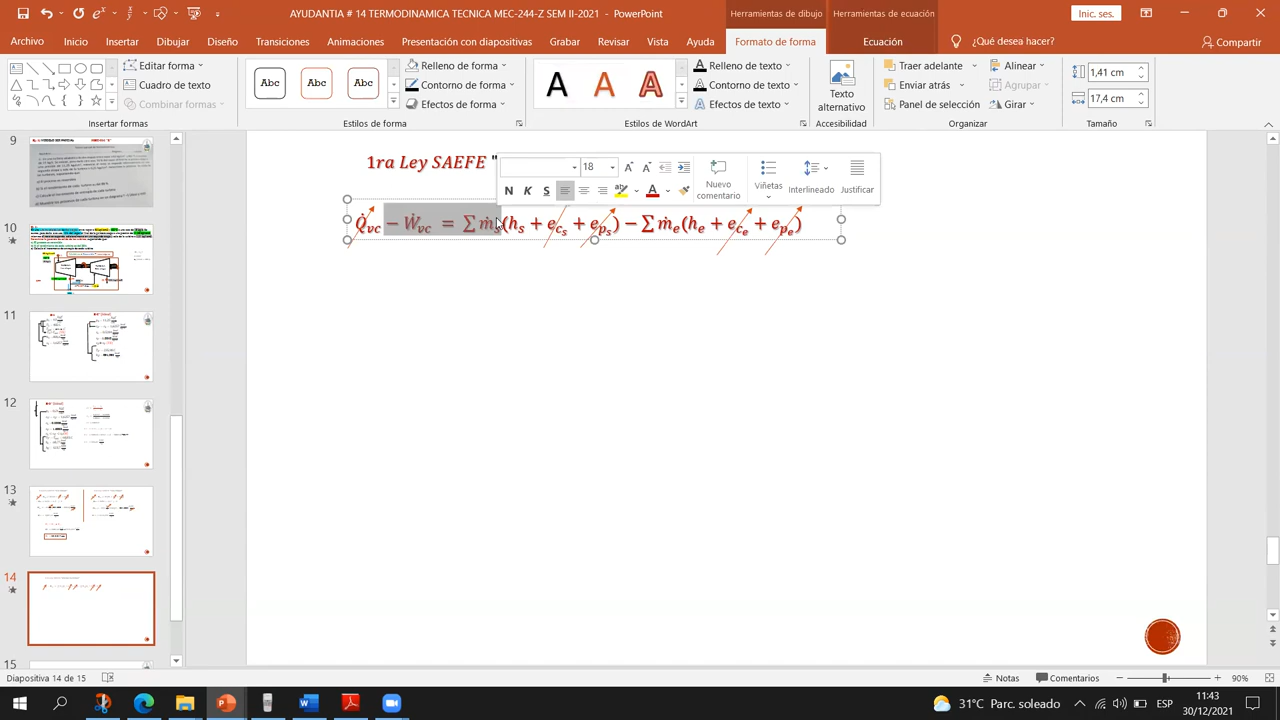 AYUDANTIA # 14 TERMODINAMICA TECNICA MEC-244-Z SEM II-2021 - PowerPoint
Herramientas de dibujo
Herramientas de ecuación
Inic. ses.
Archivo Inicio Insertar Dibujar Diseño Transiciones Animaciones Presentación con diapositivas Grabar Revisar Vista Ayuda Formato de forma Ecuación ¿Qué desea hacer? Compartir
Editar forma
Cuadro de texto
Combinar formas
Insertar formas
Abc Abc Abc
Relleno de forma
Contorno de forma
Efectos de forma
Estilos de forma
A A A
Relleno de texto
Contorno de texto
Efectos de texto
Estilos de WordArt
Texto alternativo
Accesibilidad
Traer adelante
Enviar atrás
Panel de selección
Alinear
Agrupar
Girar
Organizar
1,41 cm
17,4 cm
Tamaño
9
10
11
12
13
14
15
1ra Ley SAEFE "
18
N K S
Nuevo comentario
Viñetas
Interlineado
Justificar
Q̇vc − Ẇvc = ∑ ṁs(hs + ecs + eps) − ∑ ṁe(he + ece + epe)
Diapositiva 14 de 15
Notas
Comentarios
90%
31°C Parc. soleado
ESP
11:43
30/12/2021